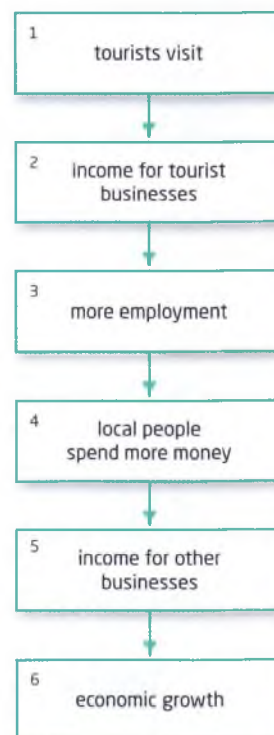 1
tourists visit
2
income for tourist
businesses
3
more employment
4
local people
spend more money
5
income for other
businesses
6
economic growth